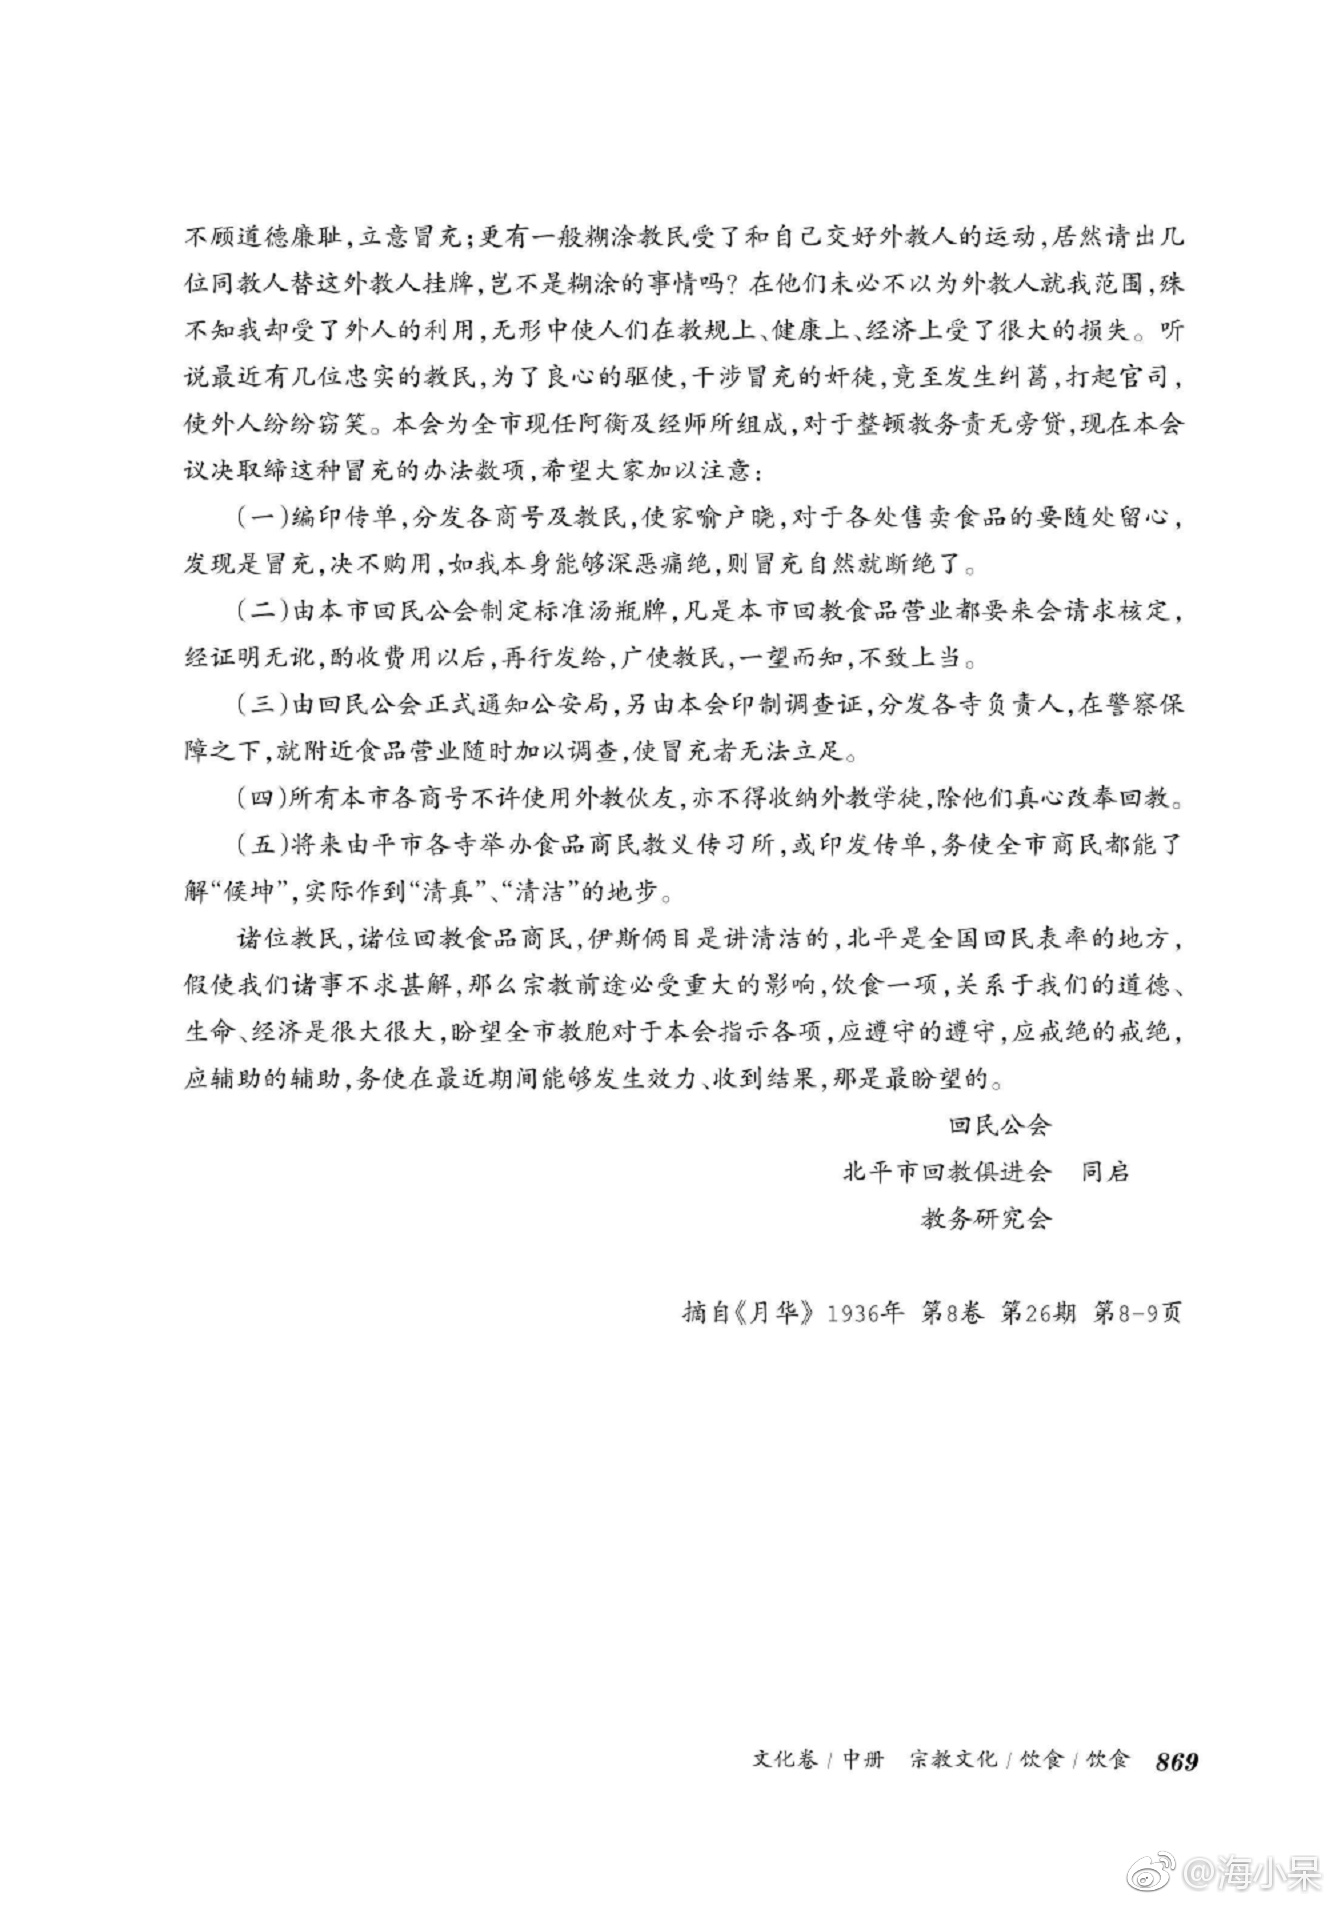 不顾道德廉耻,立意冒充;更有一般糊涂教民受了和自己交好外教人的运动,居然请出几
位同教人替这外教人挂牌,岂不是糊涂的事情吗?在他们未必不以为外教人就我范围,殊
不知我却受了外人的利用,无形中使人们在教规上、健康上、经济上受了很大的损失。听
说最近有几位忠实的教民,为了良心的驱使,干涉冒充的奸徒,竟至发生纠葛,打起官司,
使外人纷纷窃笑。本会为全市现任阿衡及经师所组成,对于整顿教务责无旁贷,现在本会
议决取缔这种冒充的办法数项,希望大家加以注意:
(一)编印传单,分发各商号及教民,使家喻户晓,对于各处售卖食品的要随处留心,
发现是冒充,决不购用,如我本身能够深恶痛绝,则冒充自然就断绝了。
(二)由本市回民公会制定标准汤瓶牌,凡是本市回教食品营业都要来会请求核定,
经证明无讹,酌收费用以后,再行发给,广使教民,一望而知,不致上当。
(三)由回民公会正式通知公安局,另由本会印制调查证,分发各寺负责人,在警察保
障之下,就附近食品营业随时加以调查,使冒充者无法立足。
(四)所有本市各商号不许使用外教伙友,亦不得收纳外教学徒,除他们真心改奉回教。
(五)将来由平市各寺举办食品商民教义传习所,或印发传单,务使全市商民都能了
解“候坤”,实际作到“清真”、“清洁”的地步。
诸位教民,诸位回教食品商民,伊斯俩目是讲清洁的,北平是全国回民表率的地方,
假使我们诸事不求甚解,那么宗教前途必受重大的影响,饮食一项,关系于我们的道德、
生命、经济是很大很大,盼望全市教胞对于本会指示各项,应遵守的遵守,应戒绝的戒绝,
应辅助的辅助,务使在最近期间能够发生效力、收到结果,那是最盼望的。
回民公会
北平市回教俱进会 同启
教务研究会
摘自《月华》1936年 第8卷 第26期 第8-9页
文化卷/中册 宗教文化/饮食/饮食 869
@海小呆